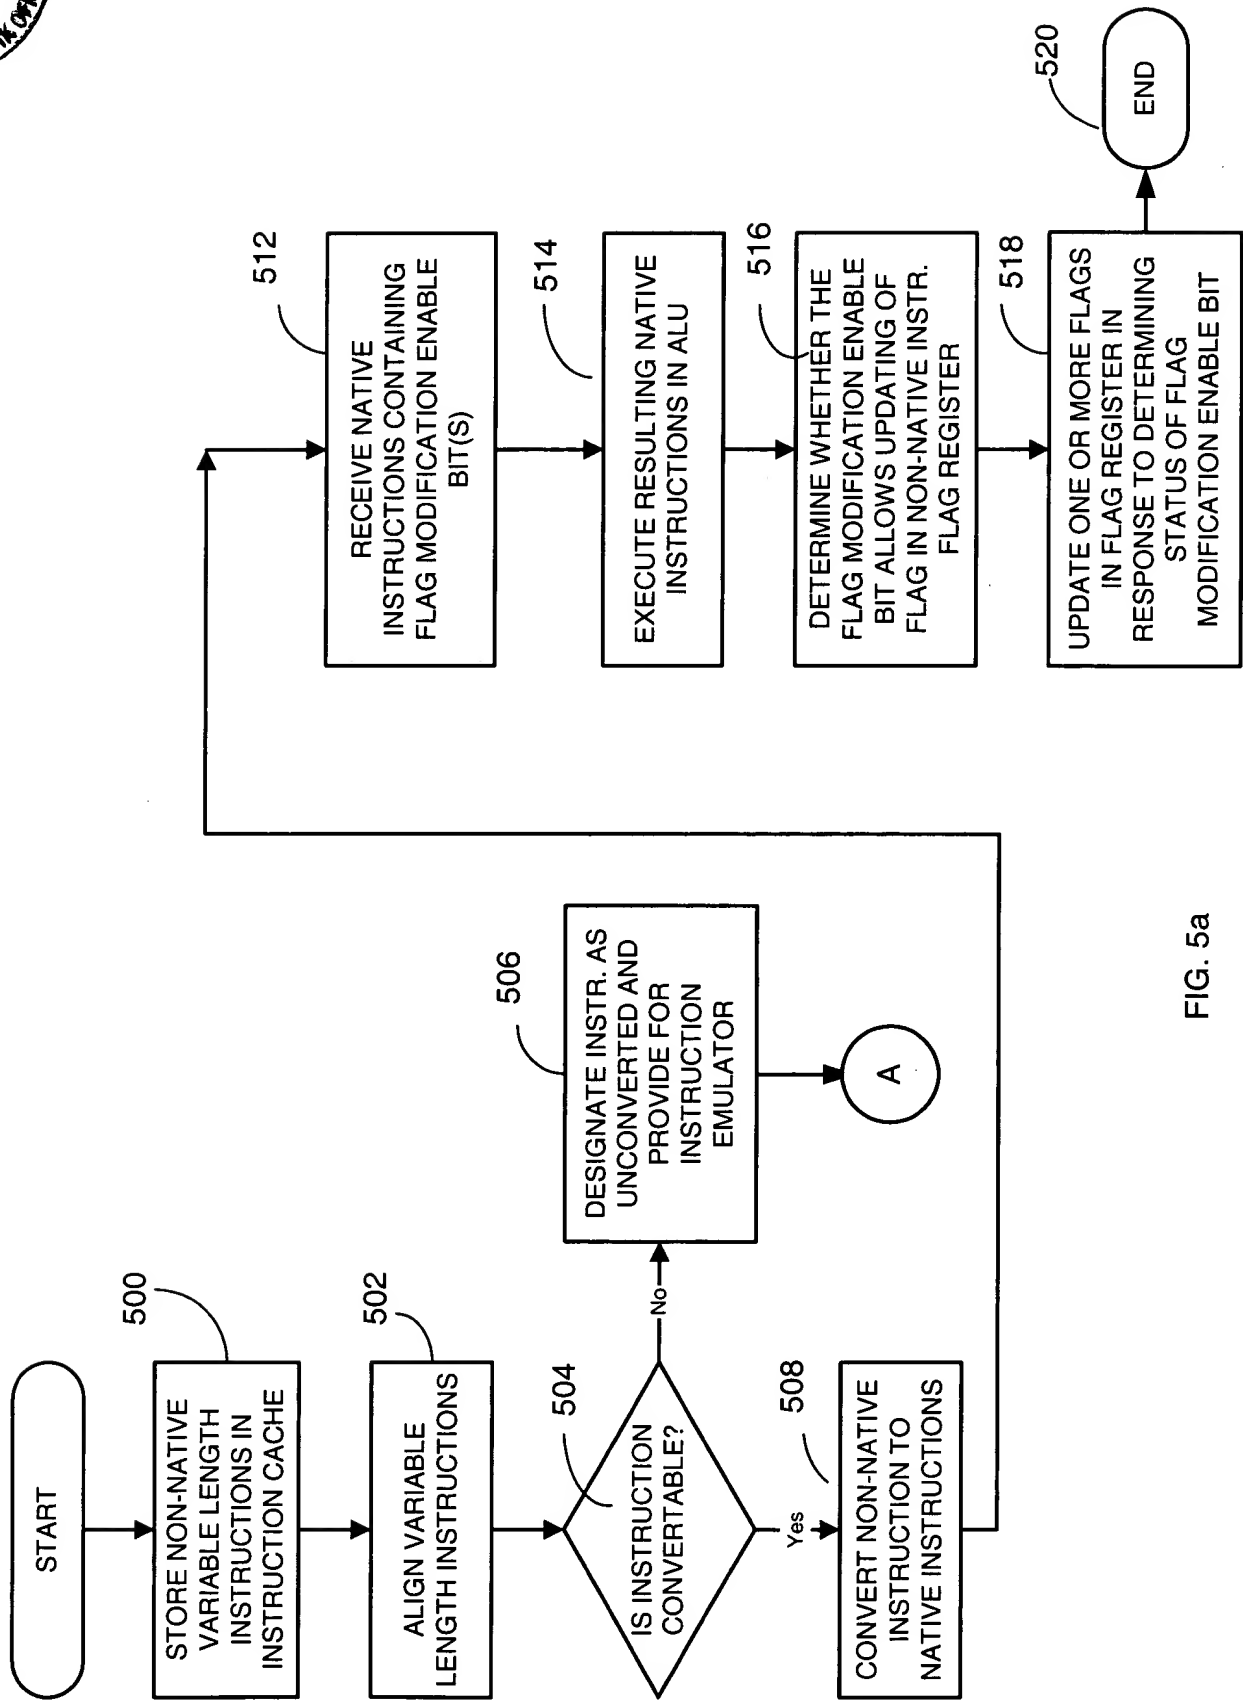 START
500
STORE NON-NATIVE
VARIABLE LENGTH
INSTRUCTIONS IN
INSTRUCTION CACHE
502
ALIGN VARIABLE
LENGTH INSTRUCTIONS
504
IS INSTRUCTION
CONVERTABLE?
No
506
DESIGNATE INSTR. AS
UNCONVERTED AND
PROVIDE FOR
INSTRUCTION
EMULATOR
A
Yes
508
CONVERT NON-NATIVE
INSTRUCTION TO
NATIVE INSTRUCTIONS
512
RECEIVE NATIVE
INSTRUCTIONS CONTAINING
FLAG MODIFICATION ENABLE
BIT(S)
514
EXECUTE RESULTING NATIVE
INSTRUCTIONS IN ALU
516
DETERMINE WHETHER THE
FLAG MODIFICATION ENABLE
BIT ALLOWS UPDATING OF
FLAG IN NON-NATIVE INSTR.
FLAG REGISTER
518
UPDATE ONE OR MORE FLAGS
IN FLAG REGISTER IN
RESPONSE TO DETERMINING
STATUS OF FLAG
MODIFICATION ENABLE BIT
520
END
FIG. 5a